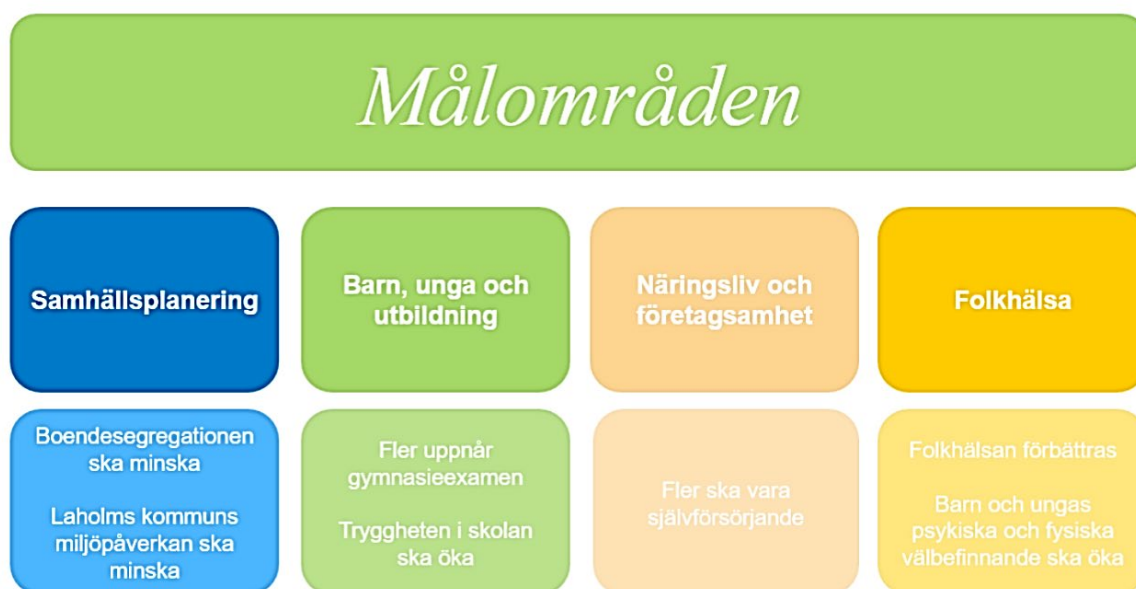 Målområden
Samhällsplanering
Barn, unga och
utbildning
Näringsliv och
företagsamhet
Folkhälsa
Boendesegregationen
ska minska
Laholms kommuns
miljöpåverkan ska
minska
Fler uppnår
gymnasieexamen
Tryggheten i skolan
ska öka
Fler ska vara
självförsörjande
Folkhälsan förbättras
Barn och ungas
psykiska och fysiska
välbefinnande ska öka